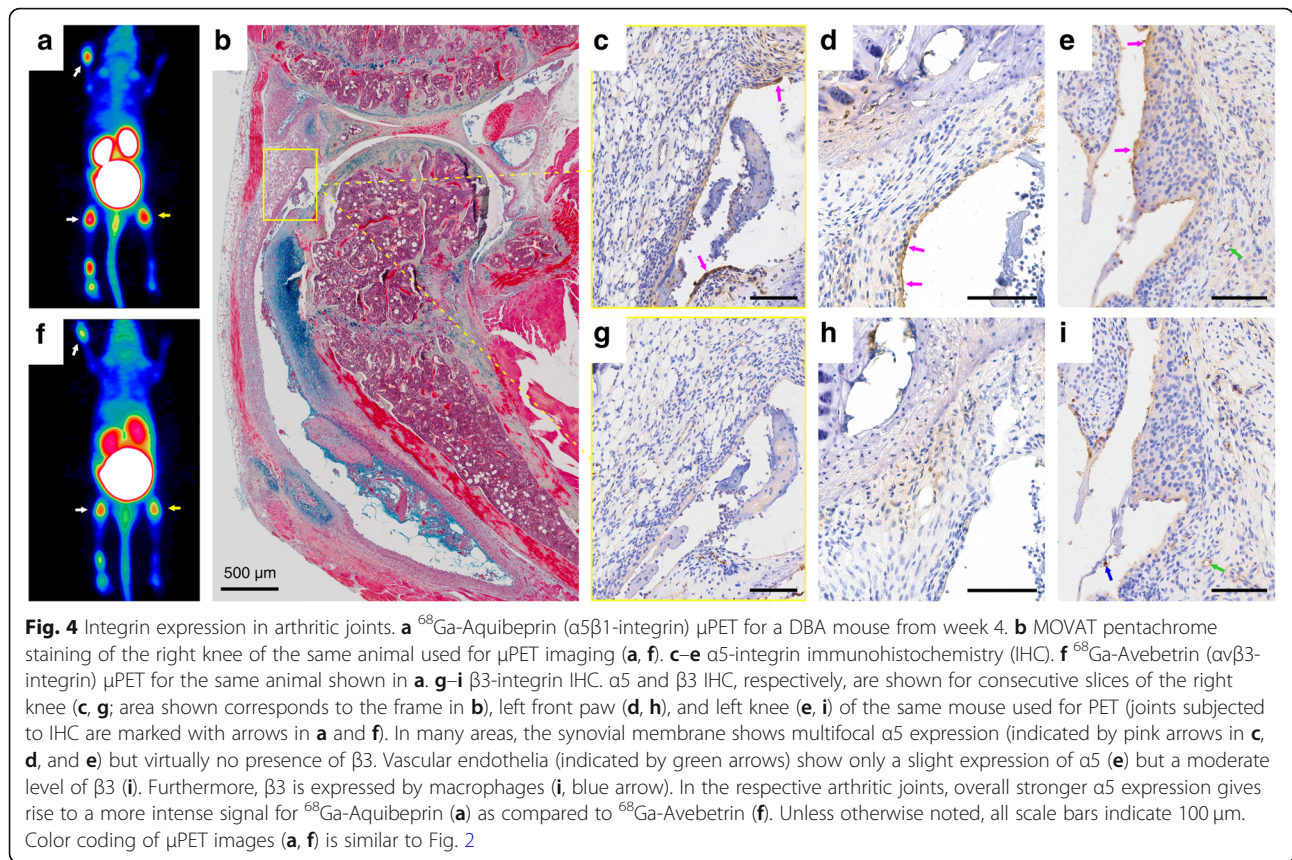 a
b
c
d
e
f
g
h
i
500 µm
Fig. 4 Integrin expression in arthritic joints. a ⁶⁸Ga-Aquibeprin (α5β1-integrin) μPET for a DBA mouse from week 4. b MOVAT pentachrome
staining of the right knee of the same animal used for μPET imaging (a, f). c–e α5-integrin immunohistochemistry (IHC). f ⁶⁸Ga-Avebetrin (αvβ3-
integrin) μPET for the same animal shown in a. g–i β3-integrin IHC. α5 and β3 IHC, respectively, are shown for consecutive slices of the right
knee (c, g; area shown corresponds to the frame in b), left front paw (d, h), and left knee (e, i) of the same mouse used for PET (joints subjected
to IHC are marked with arrows in a and f). In many areas, the synovial membrane shows multifocal α5 expression (indicated by pink arrows in c,
d, and e) but virtually no presence of β3. Vascular endothelia (indicated by green arrows) show only a slight expression of α5 (e) but a moderate
level of β3 (i). Furthermore, β3 is expressed by macrophages (i, blue arrow). In the respective arthritic joints, overall stronger α5 expression gives
rise to a more intense signal for ⁶⁸Ga-Aquibeprin (a) as compared to ⁶⁸Ga-Avebetrin (f). Unless otherwise noted, all scale bars indicate 100 μm.
Color coding of μPET images (a, f) is similar to Fig. 2